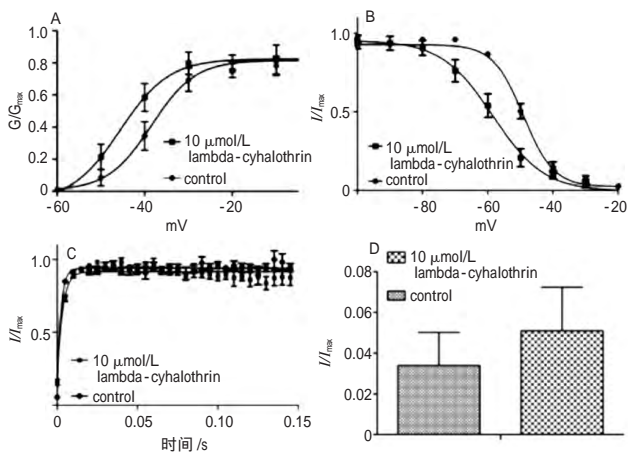 A
G/Gmax
1.0
0.8
0.6
0.4
0.2
0
10 μmol/L
lambda-cyhalothrin
control
-60
-40
-20
mV
B
I/Imax
1.0
0.5
0
10 μmol/L
lambda-cyhalothrin
control
-80
-60
-40
-20
mV
C
I/Imax
1.0
0.5
10 μmol/L
lambda-cyhalothrin
control
0
0.05
0.10
0.15
时间 /s
D
I/Imax
0.08
0.06
0.04
0.02
0
10 μmol/L
lambda-cyhalothrin
control